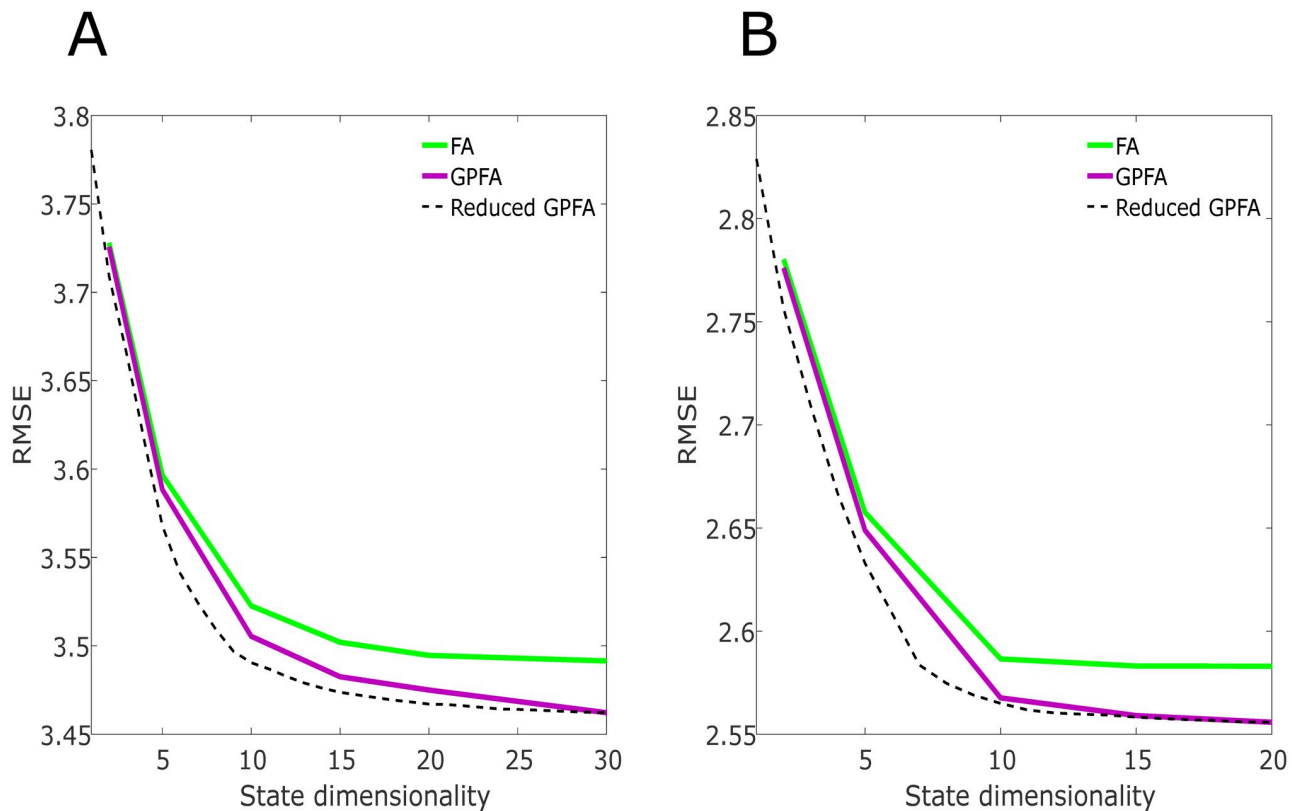 A
3.8
3.75
3.7
3.65
3.6
3.55
3.5
3.45
RMSE
FA
GPFA
Reduced GPFA
5
10
15
20
25
30
State dimensionality
B
2.85
2.8
2.75
2.7
2.65
2.6
2.55
RMSE
FA
GPFA
Reduced GPFA
5
10
15
20
State dimensionality